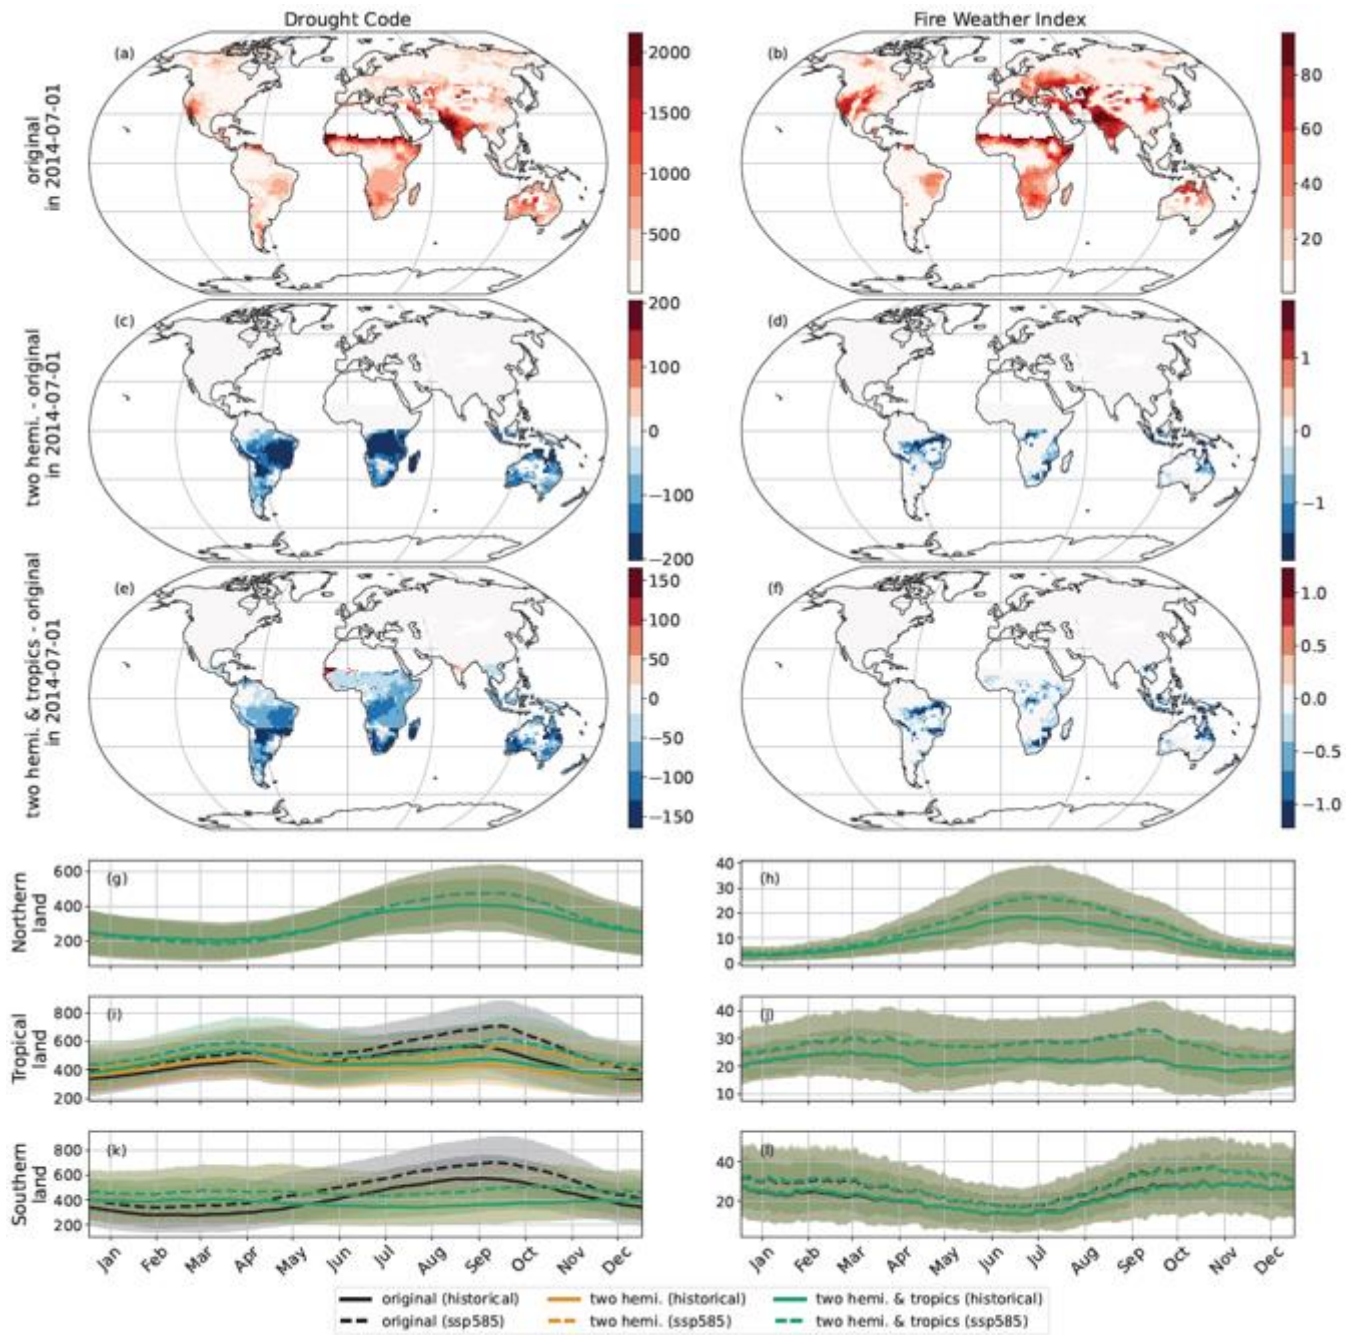 Drought Code
Fire Weather Index
original
in 2014-07-01
(a)
2000
1500
1000
500
(b)
80
60
40
20
two hemi. - original
in 2014-07-01
(c)
200
100
0
−100
−200
(d)
1
0
−1
two hemi. & tropics - original
in 2014-07-01
(e)
150
100
50
0
−50
−100
−150
(f)
1.0
0.5
0.0
−0.5
−1.0
Northern
land
600
400
200
(g)
40
30
20
10
0
(h)
Tropical
land
800
600
400
200
(i)
40
30
20
10
(j)
Southern
land
800
600
400
200
(k)
40
20
(l)
Jan Feb Mar Apr May Jun Jul Aug Sep Oct Nov Dec
Jan Feb Mar Apr May Jun Jul Aug Sep Oct Nov Dec
original (historical) two hemi. (historical) two hemi. & tropics (historical)
original (ssp585) two hemi. (ssp585) two hemi. & tropics (ssp585)